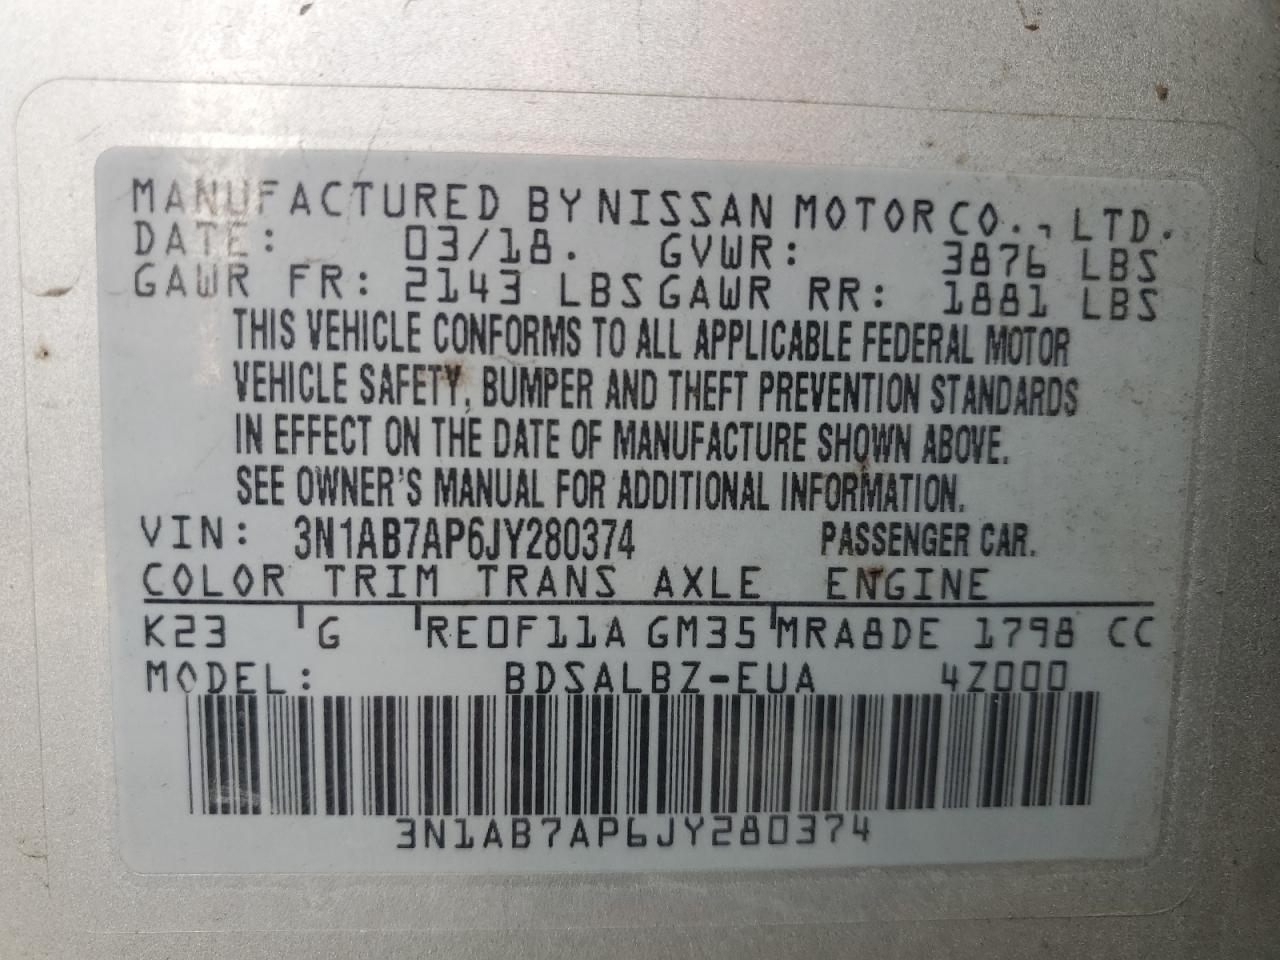 MANUFACTURED BY NISSAN MOTOR CO., LTD.
DATE: 03/18. GVWR: 3876 LBS
GAWR FR: 2143 LBS GAWR RR: 1881 LBS
THIS VEHICLE CONFORMS TO ALL APPLICABLE FEDERAL MOTOR
VEHICLE SAFETY, BUMPER AND THEFT PREVENTION STANDARDS
IN EFFECT ON THE DATE OF MANUFACTURE SHOWN ABOVE.
SEE OWNER'S MANUAL FOR ADDITIONAL INFORMATION.
VIN: 3N1AB7AP6JY280374 PASSENGER CAR.
COLOR TRIM TRANS AXLE ENGINE
K23 G RE0F11A GM35 MRA8DE 1798 CC
MODEL: BDSALBZ-EUA 4Z000
3N1AB7AP6JY280374